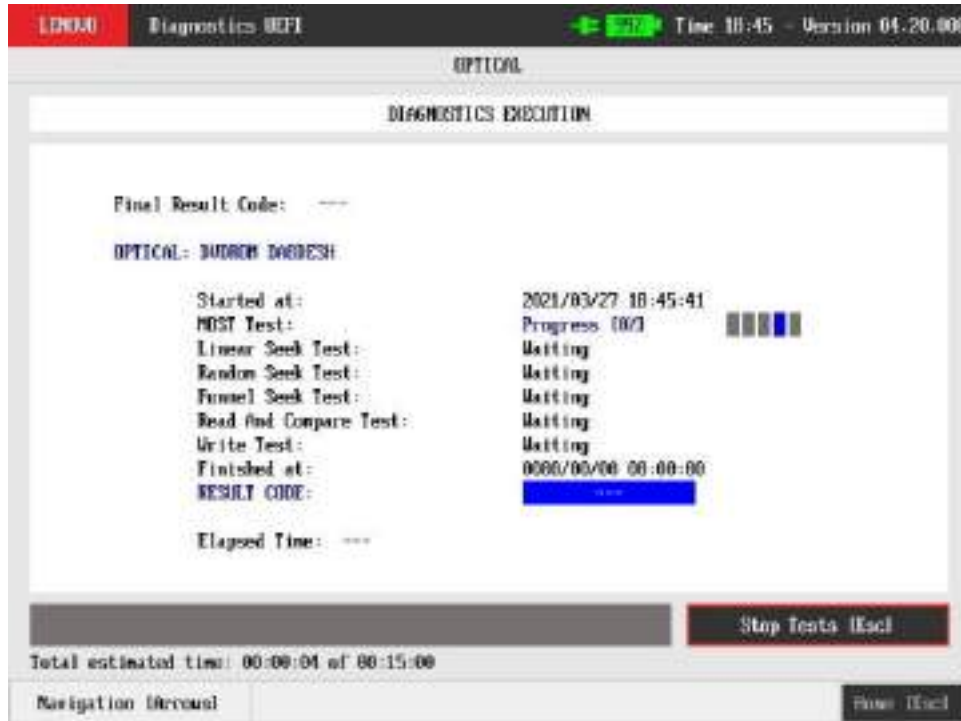 LENOVO Diagnostics UEFI Time 18:45 - Version 04.20.000
OPTICAL
DIAGNOSTICS EXECUTION
Final Result Code: ---
OPTICAL: DVDROM
Started at: 2021/03/27 18:45:41
MOST Test: Progress [0%]
Linear Seek Test: Waiting
Random Seek Test: Waiting
Funnel Seek Test: Waiting
Read And Compare Test: Waiting
Write Test: Waiting
Finished at: 0000/00/00 00:00:00
RESULT CODE: ---
Elapsed Time: ---
Stop Tests [Esc]
Total estimated time: 00:00:04 of 00:15:00
Navigation [Arrows] Home [Esc]